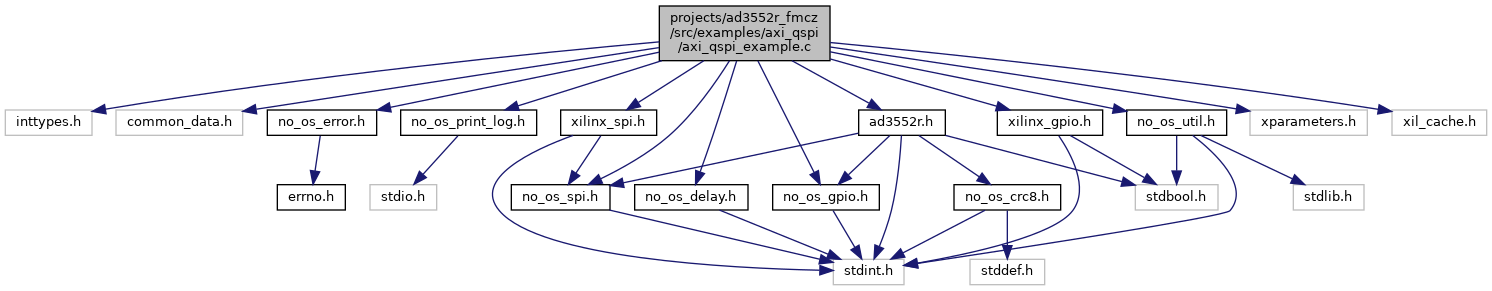 projects/ad3552r_fmcz
/src/examples/axi_qspi
/axi_qspi_example.c
inttypes.h
common_data.h
no_os_error.h
no_os_print_log.h
xilinx_spi.h
ad3552r.h
xilinx_gpio.h
no_os_util.h
xparameters.h
xil_cache.h
errno.h
stdio.h
no_os_spi.h
no_os_delay.h
no_os_gpio.h
no_os_crc8.h
stdbool.h
stdlib.h
stdint.h
stddef.h